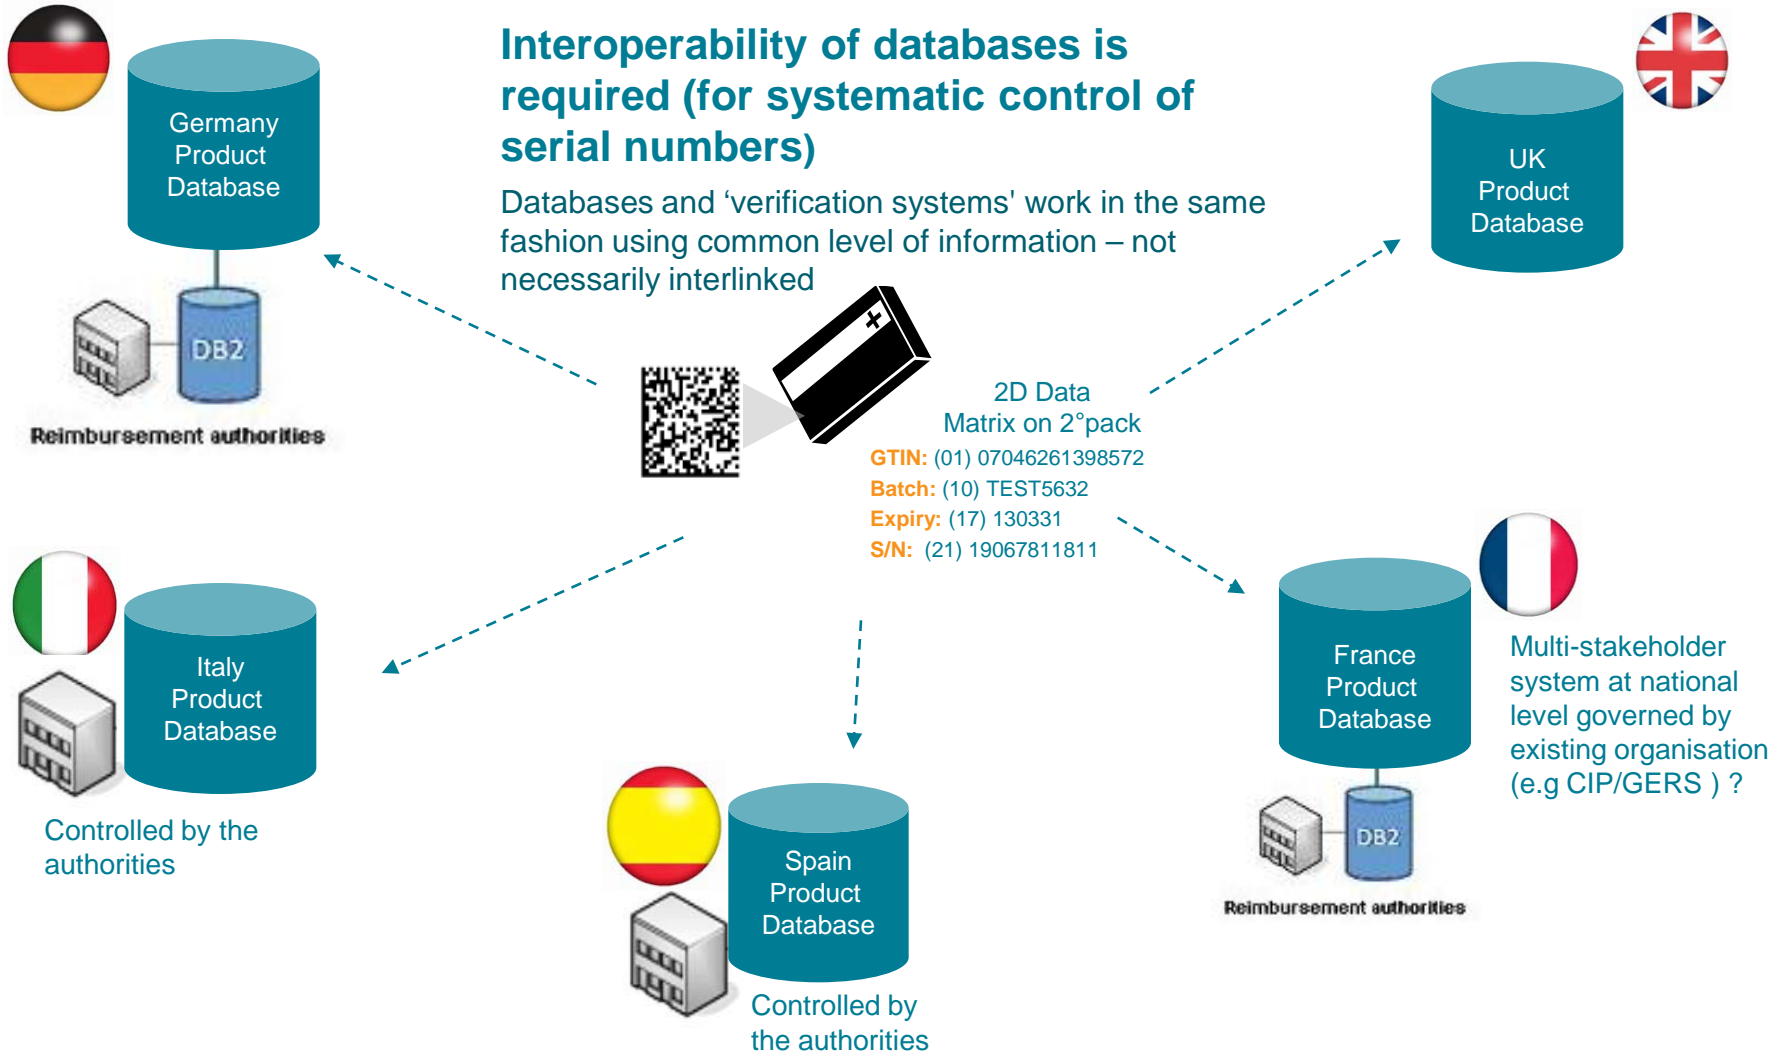 Interoperability of databases is
required (for systematic control of
serial numbers)
Databases and ‘verification systems' work in the same
fashion using common level of information – not
necessarily interlinked
Germany
Product
Database
DB2
Reimbursement authorities
UK
Product
Database
2D Data
Matrix on 2°pack
GTIN: (01) 07046261398572
Batch: (10) TEST5632
Expiry: (17) 130331
S/N: (21) 19067811811
Italy
Product
Database
Controlled by the
authorities
Spain
Product
Database
Controlled by
the authorities
France
Product
Database
DB2
Reimbursement authorities
Multi-stakeholder
system at national
level governed by
existing organisation
(e.g CIP/GERS ) ?